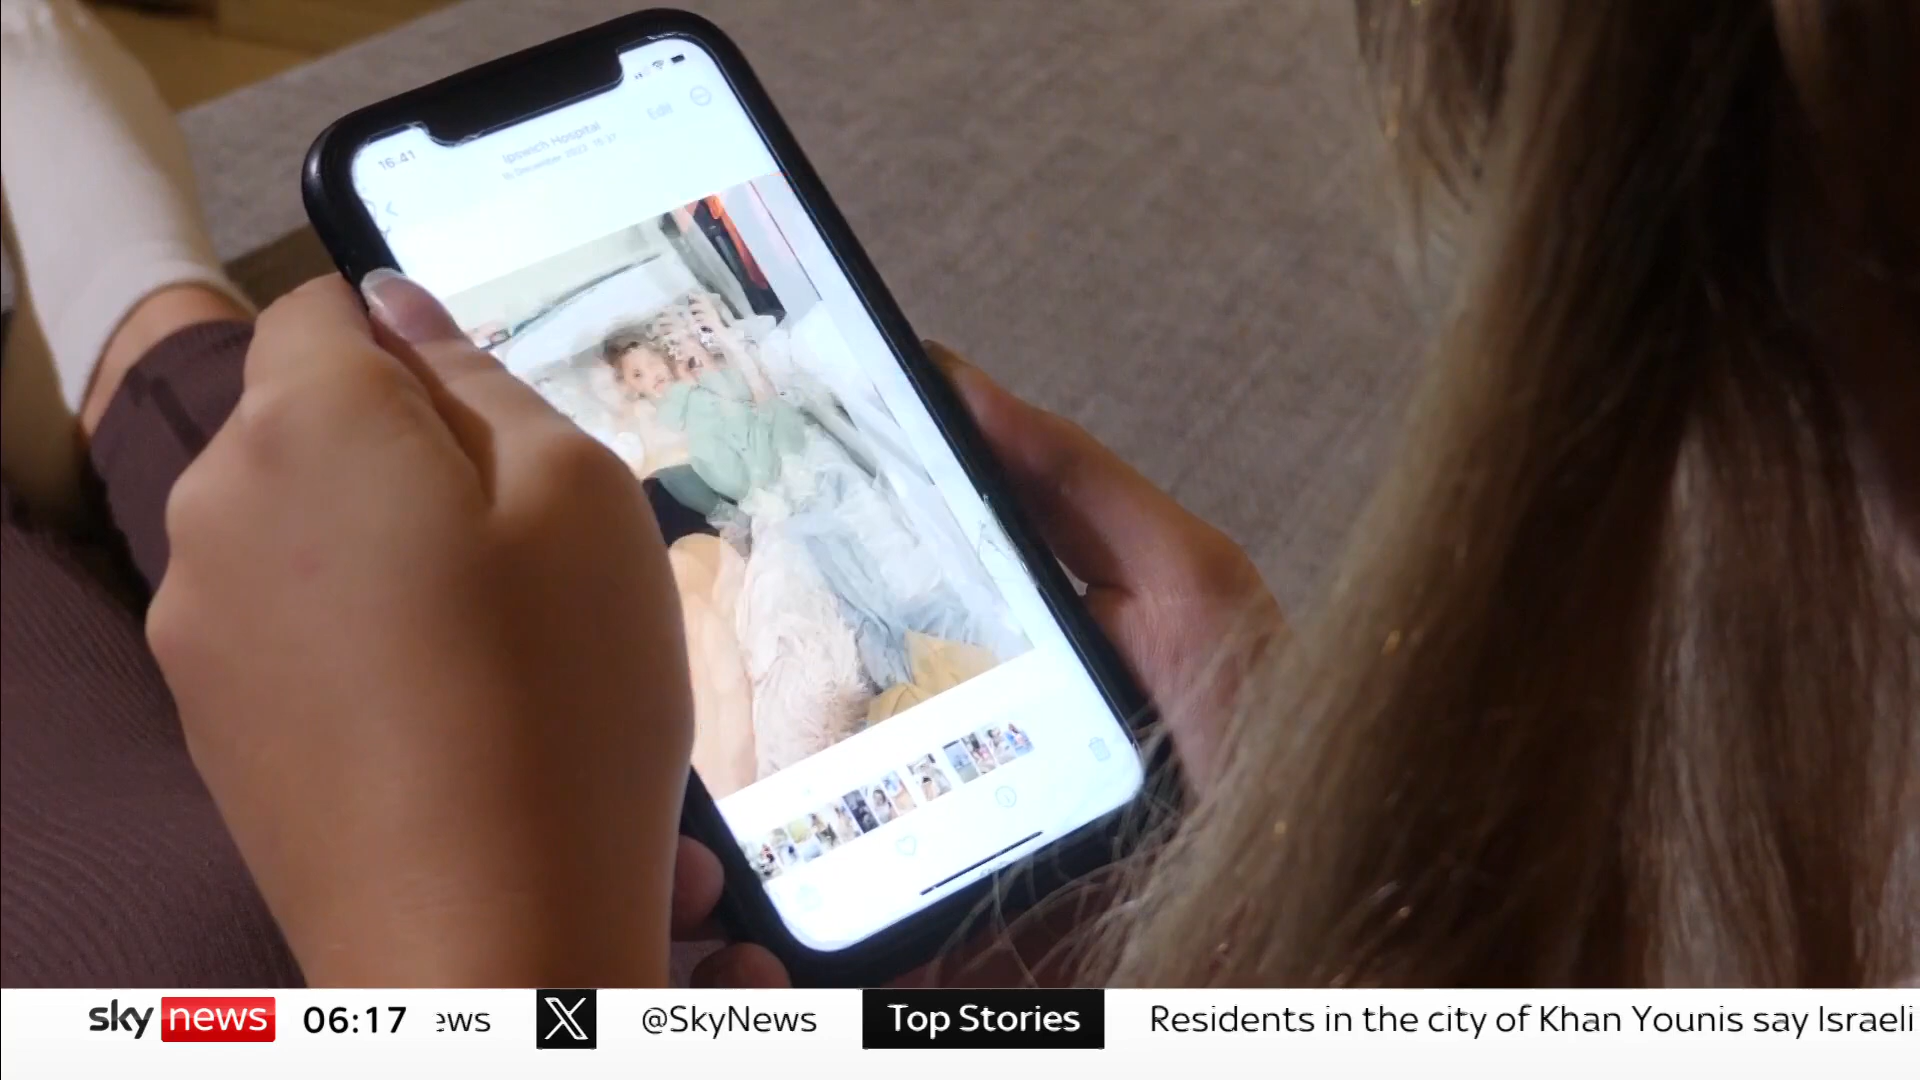 16:41
Edit
Ipswich Hospital
sky news 06:17 ews @SkyNews Top Stories Residents in the city of Khan Younis say Israeli